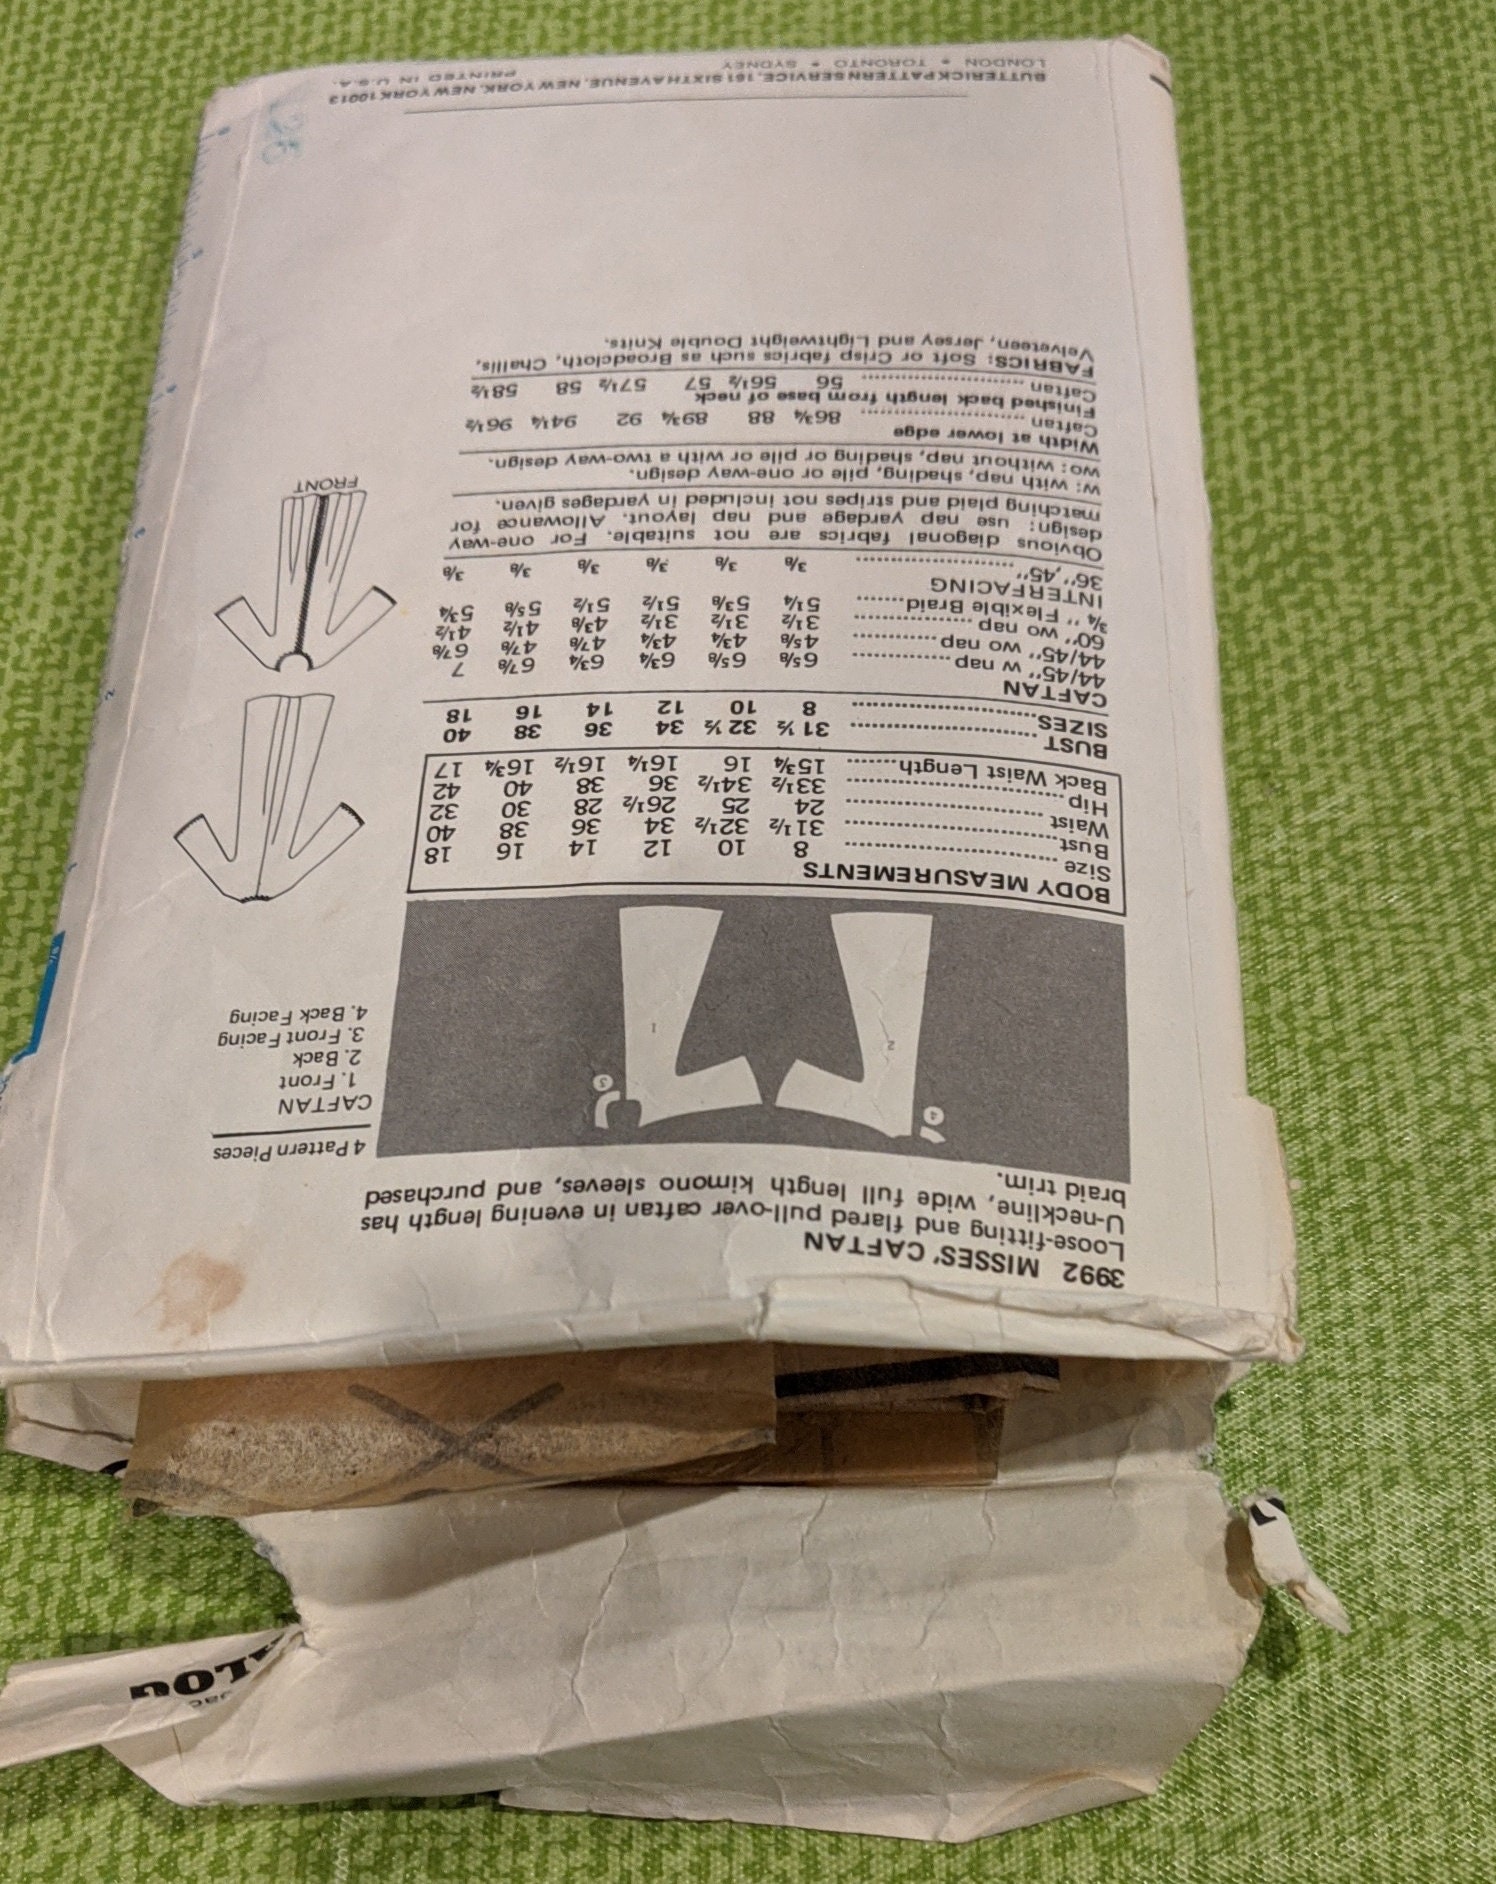 3992 MISSES' CAFTAN
Loose-fitting and flared pull-over caftan in evening length has
U-neckline, wide full length kimono sleeves, and purchased
braid trim.
4 Pattern Pieces
CAFTAN
1. Front
2. Back
3. Front Facing
4. Back Facing
4
3
2
1
BODY MEASUREMENTS
Size 8 10 12 14 16 18
Bust 31½ 32½ 34 36 38 40
Waist 24 25 26½ 28 30 32
Hip 33½ 34½ 36 38 40 42
Back Waist Length 15¾ 16 16¼ 16½ 16¾ 17
BUST 31 ½ 32 ½ 34 36 38 40
SIZES 8 10 12 14 16 18
CAFTAN
44/45" w nap 6⅝ 6⅝ 6¾ 6¾ 6⅞ 7
44/45" wo nap 4⅝ 4¾ 4¾ 4⅞ 4⅞ 6⅞
60" wo nap 3½ 3½ 3½ 4⅜ 4½ 4½
¾ " Flexible Braid 5¼ 5⅜ 5½ 5½ 5⅝ 5¾
INTERFACING
36", 45" ⅜ ⅜ ⅜ ⅜ ⅜ ⅜
Obvious diagonal fabrics are not suitable. For one-way
design: use nap yardage and nap layout. Allowance for
matching plaid and stripes not included in yardages given.
w: with nap, shading, pile or one-way design.
wo: without nap, shading or pile or with a two-way design.
Width at lower edge
Caftan 86¾ 88 89¾ 92 94¼ 96½
Finished back length from base of neck
Caftan 56 56½ 57 57½ 58 58½
FABRICS: Soft or Crisp fabrics such as Broadcloth, Challis,
Velveteen, Jersey and Lightweight Double Knits.
FRONT
BUTTERICK PATTERN SERVICE, 161 SIXTH AVENUE, NEW YORK, NEW YORK 10013
LONDON • TORONTO • SYDNEY PRINTED IN U.S.A.